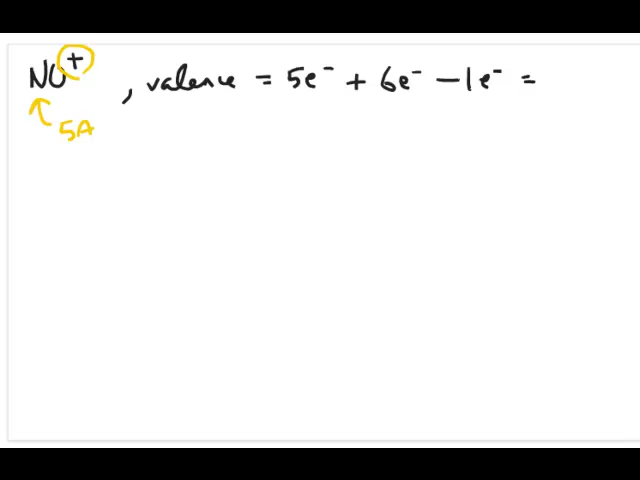 NO⁺, valence = 5e⁻ + 6e⁻ − 1e⁻ =
5A